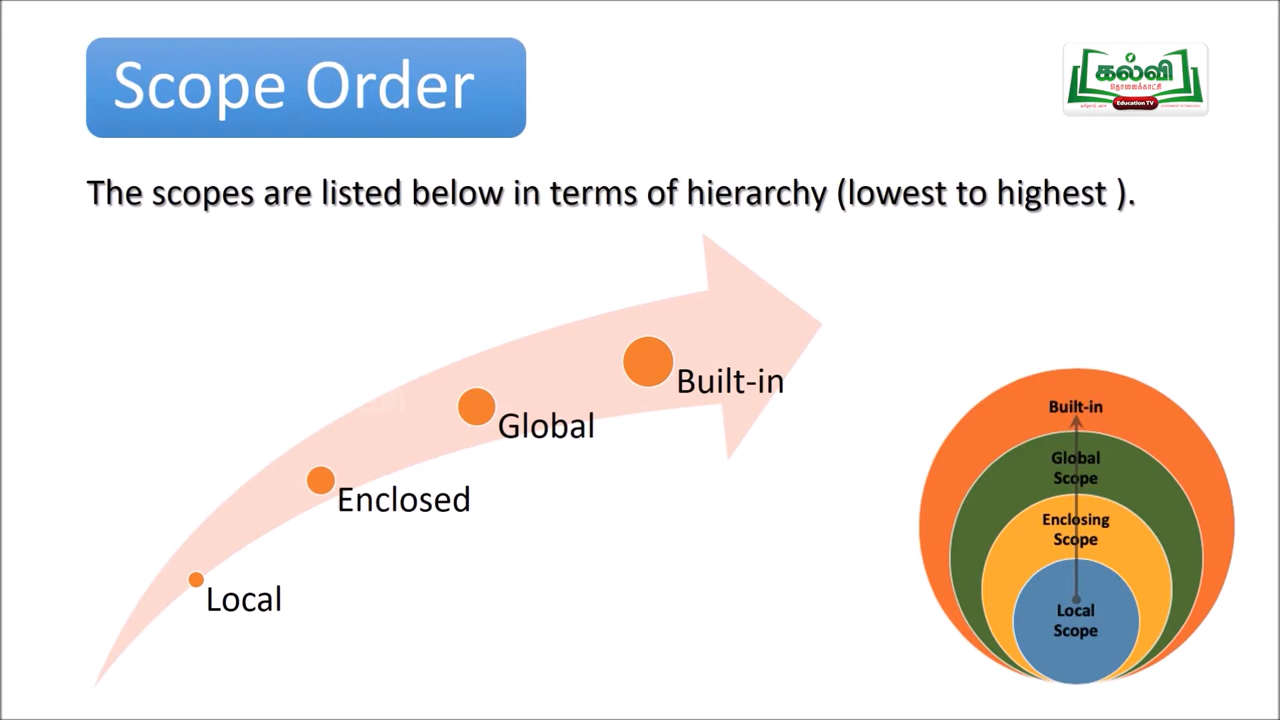 Scope Order
கல்வி
தொலைக்காட்சி
Education TV
The scopes are listed below in terms of hierarchy (lowest to highest ).
Built-in
Global
Enclosed
Local
Built-in
Global
Scope
Enclosing
Scope
Local
Scope